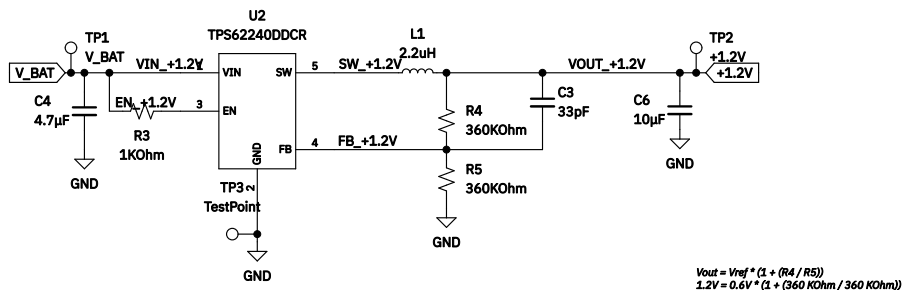 U2
TPS62240DDCR
TP1
V_BAT
V_BAT
VIN_+1.2V
1
VIN
SW
5
SW_+1.2V
L1
2.2uH
VOUT_+1.2V
TP2
+1.2V
+1.2V
C4
4.7µF
EN_+1.2V
3
EN
R3
1KOhm
GND
C3
33pF
R4
360KOhm
C6
10µF
GND
GND
FB
4
FB_+1.2V
R5
360KOhm
TP3
2
TestPoint
GND
GND
Vout = Vref * (1 + (R4 / R5))
1.2V = 0.6V * (1 + (360 KOhm / 360 KOhm))